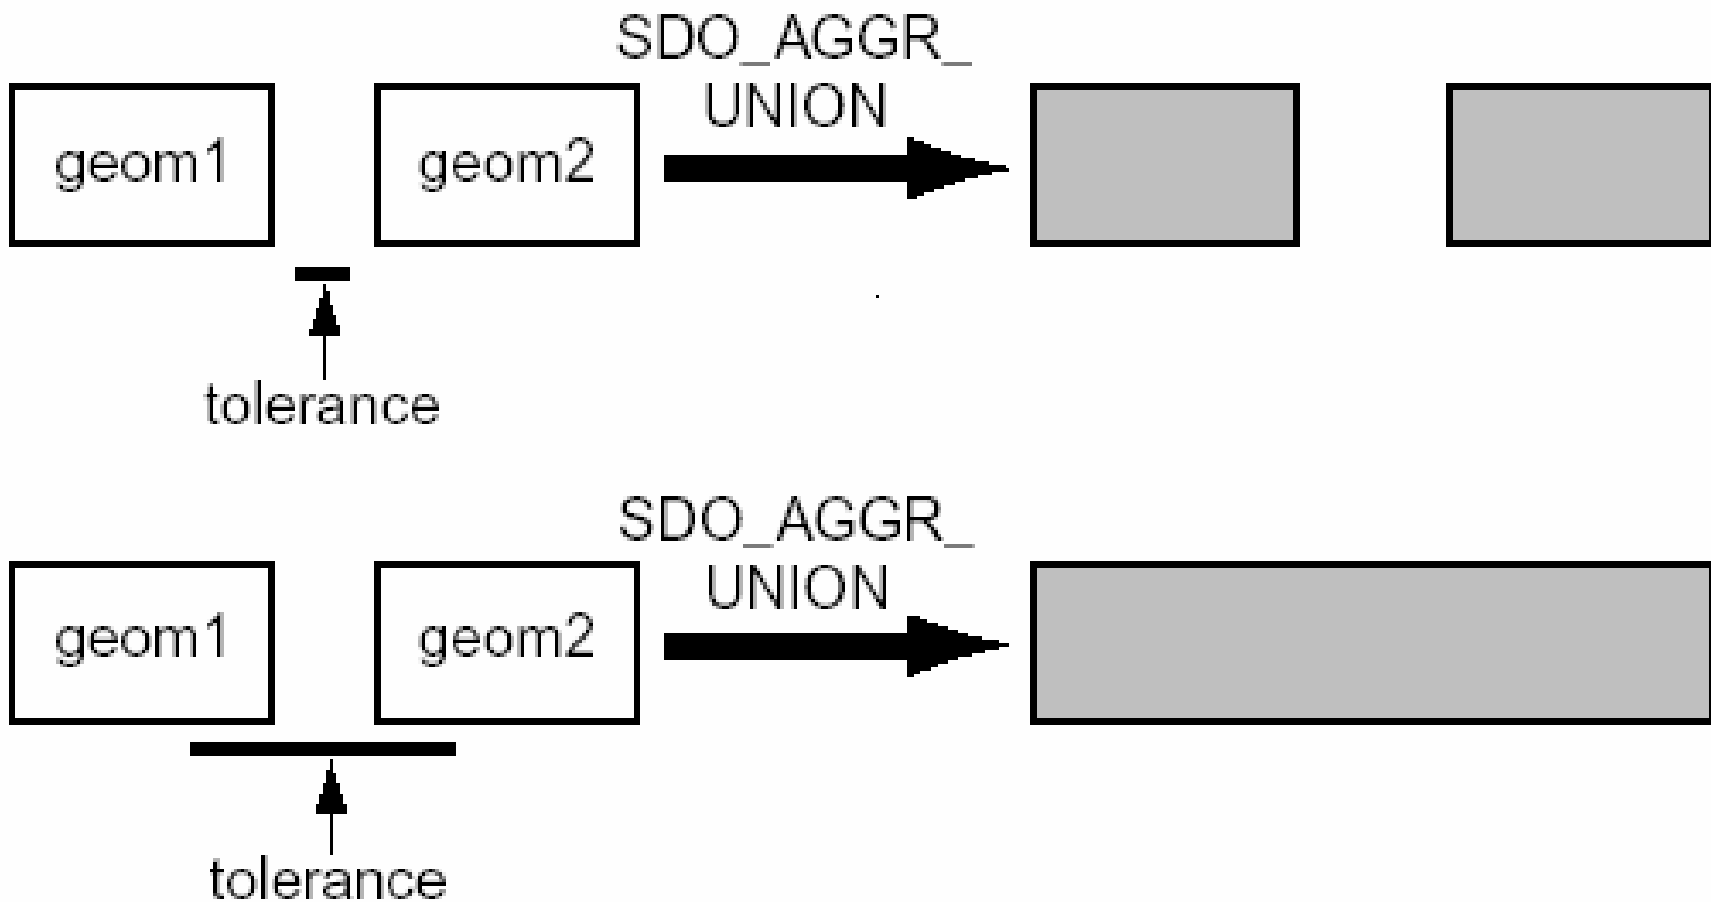 SDO_AGGR_
UNION
geom1
geom2
tolerance
SDO_AGGR_
UNION
geom1
geom2
tolerance